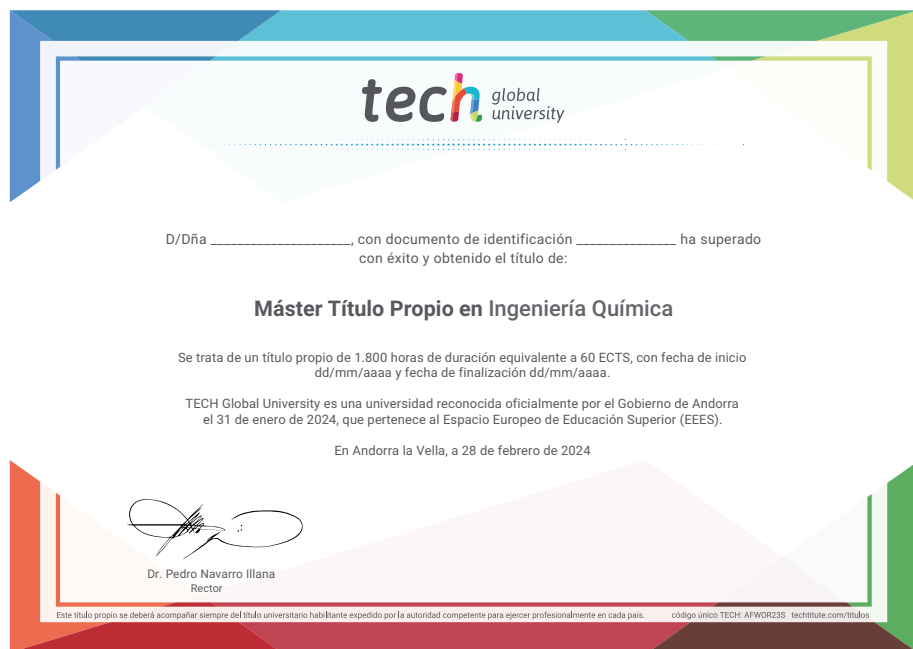 tech global university
D/Dña _____________________, con documento de identificación _______________ ha superado
con éxito y obtenido el título de:
Máster Título Propio en Ingeniería Química
Se trata de un título propio de 1.800 horas de duración equivalente a 60 ECTS, con fecha de inicio
dd/mm/aaaa y fecha de finalización dd/mm/aaaa.
TECH Global University es una universidad reconocida oficialmente por el Gobierno de Andorra
el 31 de enero de 2024, que pertenece al Espacio Europeo de Educación Superior (EEES).
En Andorra la Vella, a 28 de febrero de 2024
Dr. Pedro Navarro Illana
Rector
Este título propio se deberá acompañar siempre del título universitario habilitante expedido por la autoridad competente para ejercer profesionalmente en cada país. código único TECH: AFWOR23S techtitute.com/titulos